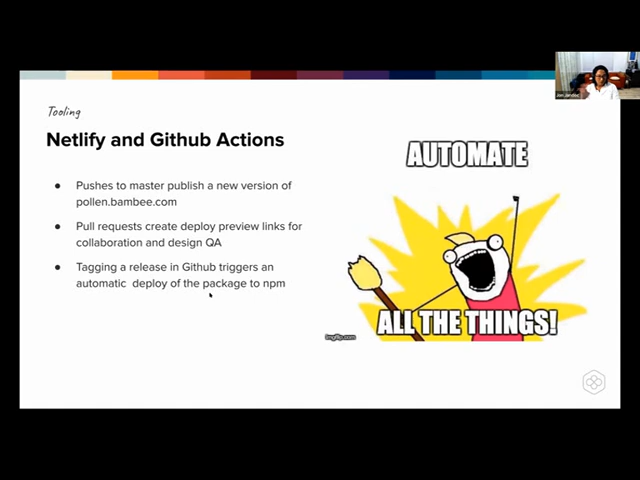 Tooling
Netlify and Github Actions
● Pushes to master publish a new version of
pollen.bambee.com
● Pull requests create deploy preview links for
collaboration and design QA
● Tagging a release in Github triggers an
automatic deploy of the package to npm
AUTOMATE
ALL THE THINGS!
imgflip.com